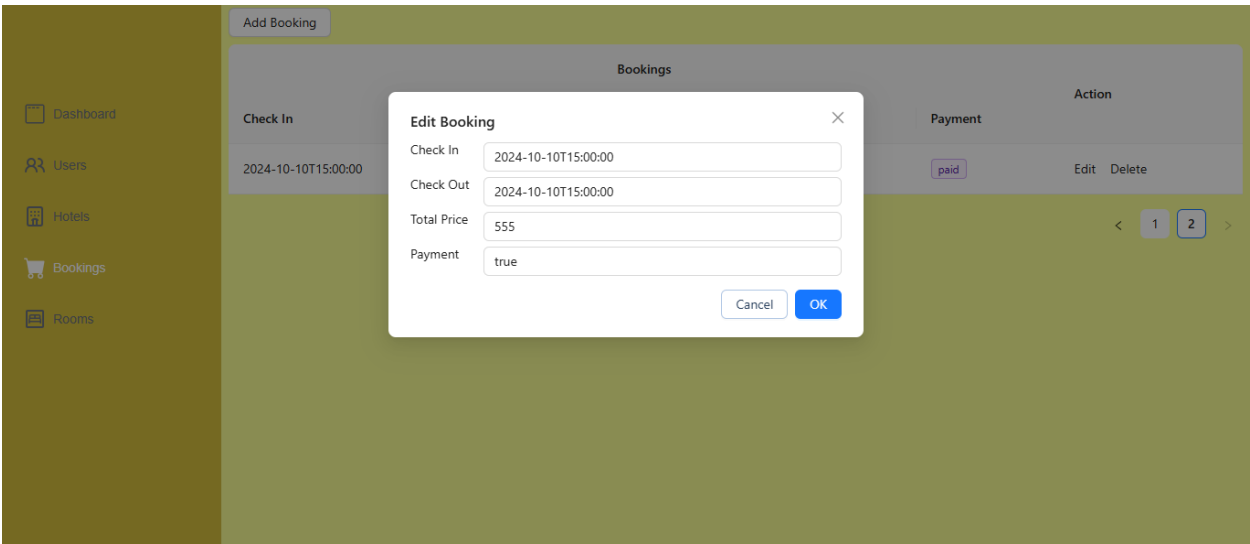 Add Booking
Bookings
Action
Check In
Payment
2024-10-10T15:00:00
paid
Edit Delete
< 1 2 >
Dashboard
Users
Hotels
Bookings
Rooms
Edit Booking
Check In 2024-10-10T15:00:00
Check Out 2024-10-10T15:00:00
Total Price 555
Payment true
Cancel OK